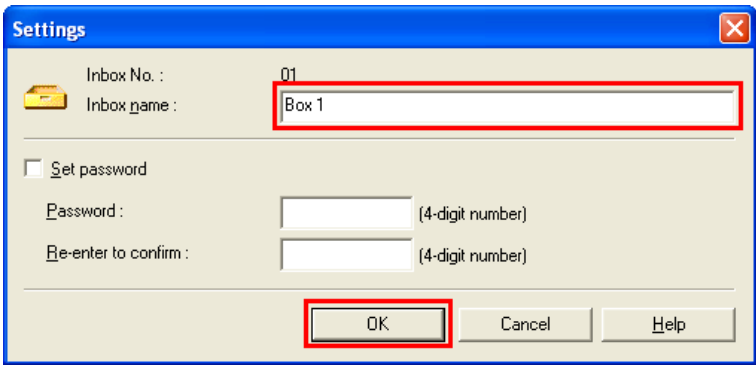 Settings
Inbox No. : 01
Inbox name : Box 1
Set password
Password : (4-digit number)
Re-enter to confirm : (4-digit number)
OK Cancel Help